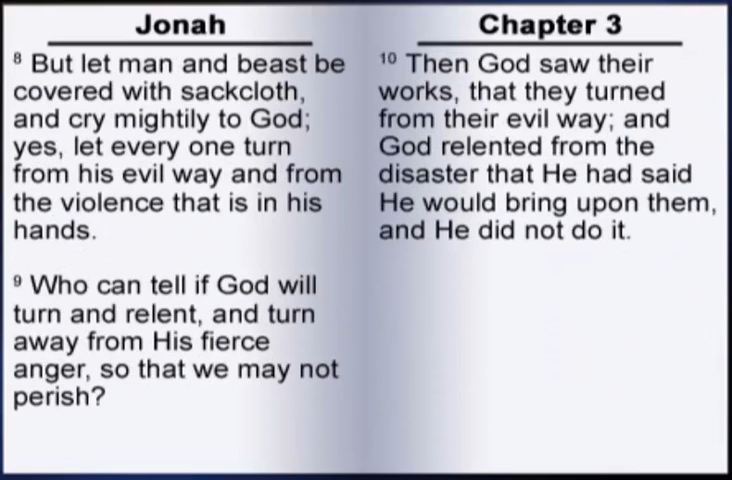 Jonah
⁸ But let man and beast be
covered with sackcloth,
and cry mightily to God;
yes, let every one turn
from his evil way and from
the violence that is in his
hands.
⁹ Who can tell if God will
turn and relent, and turn
away from His fierce
anger, so that we may not
perish?
Chapter 3
¹⁰ Then God saw their
works, that they turned
from their evil way; and
God relented from the
disaster that He had said
He would bring upon them,
and He did not do it.